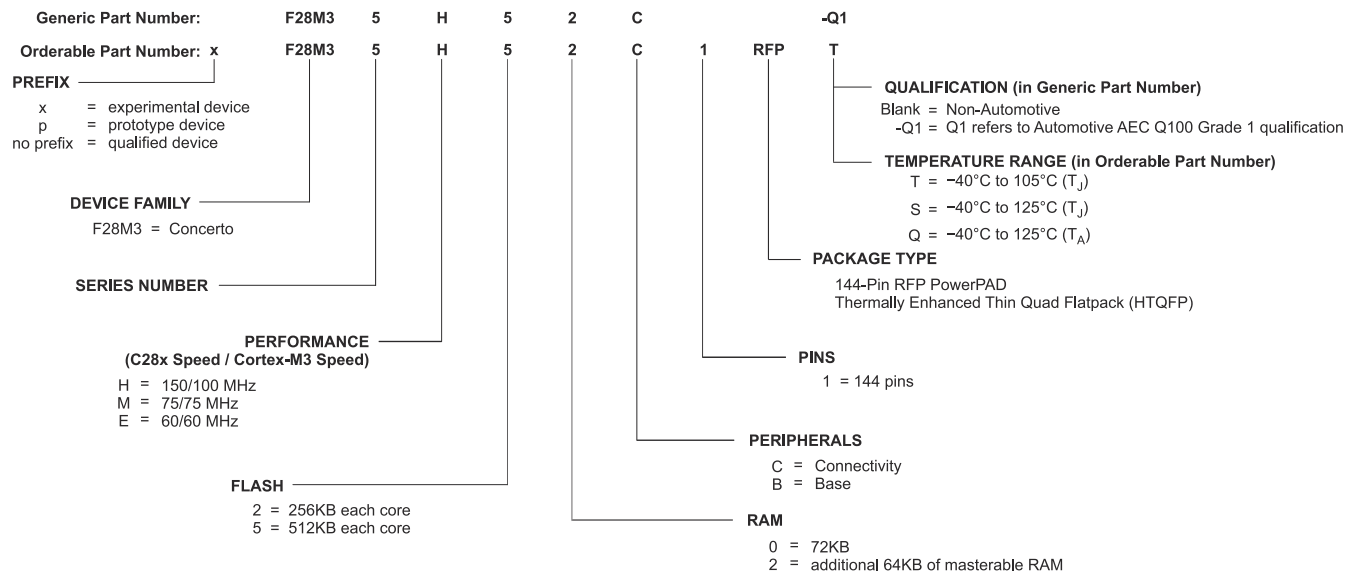 Generic Part Number: F28M3 5 H 5 2 C -Q1
Orderable Part Number: x F28M3 5 H 5 2 C 1 RFP T
PREFIX
x = experimental device
p = prototype device
no prefix = qualified device
QUALIFICATION (in Generic Part Number)
Blank = Non-Automotive
-Q1 = Q1 refers to Automotive AEC Q100 Grade 1 qualification
TEMPERATURE RANGE (in Orderable Part Number)
T = −40°C to 105°C (TJ)
S = −40°C to 125°C (TJ)
Q = −40°C to 125°C (TA)
DEVICE FAMILY
F28M3 = Concerto
PACKAGE TYPE
144-Pin RFP PowerPAD
Thermally Enhanced Thin Quad Flatpack (HTQFP)
SERIES NUMBER
PERFORMANCE
(C28x Speed / Cortex-M3 Speed)
H = 150/100 MHz
M = 75/75 MHz
E = 60/60 MHz
PINS
1 = 144 pins
PERIPHERALS
C = Connectivity
B = Base
FLASH
2 = 256KB each core
5 = 512KB each core
RAM
0 = 72KB
2 = additional 64KB of masterable RAM